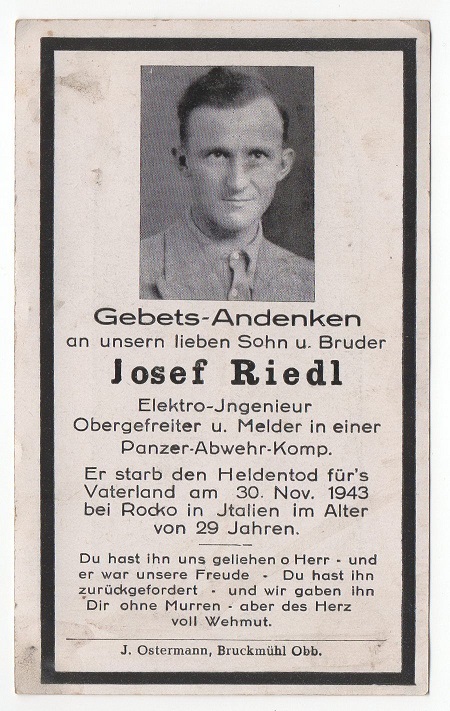 Gebets-Andenken
an unsern lieben Sohn u. Bruder
Josef Riedl
Elektro-Jngenieur
Obergefreiter u. Melder in einer
Panzer-Abwehr-Komp.
Er starb den Heldentod für's
Vaterland am 30. Nov. 1943
bei Rocko in Jtalien im Alter
von 29 Jahren.
Du hast ihn uns geliehen o Herr - und
er war unsere Freude - Du hast ihn
zurückgefordert - und wir gaben ihn
Dir ohne Murren - aber des Herz
voll Wehmut.
J. Ostermann, Bruckmühl Obb.